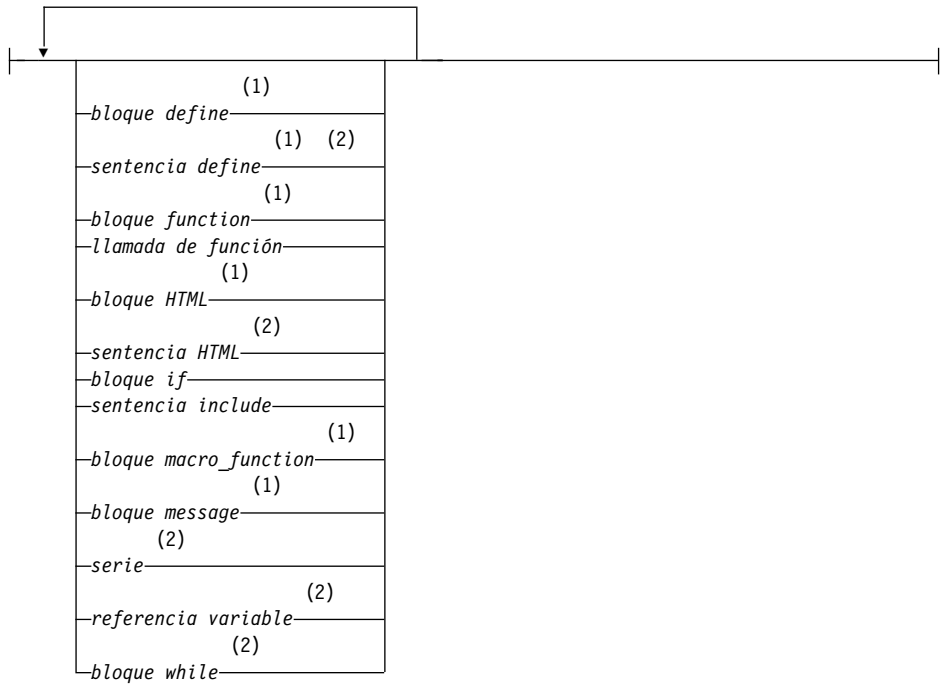 (1)
bloque define
(1) (2)
sentencia define
(1)
bloque function
llamada de función
(1)
bloque HTML
(2)
sentencia HTML
bloque if
sentencia include
(1)
bloque macro_function
(1)
bloque message
(2)
serie
(2)
referencia variable
(2)
bloque while